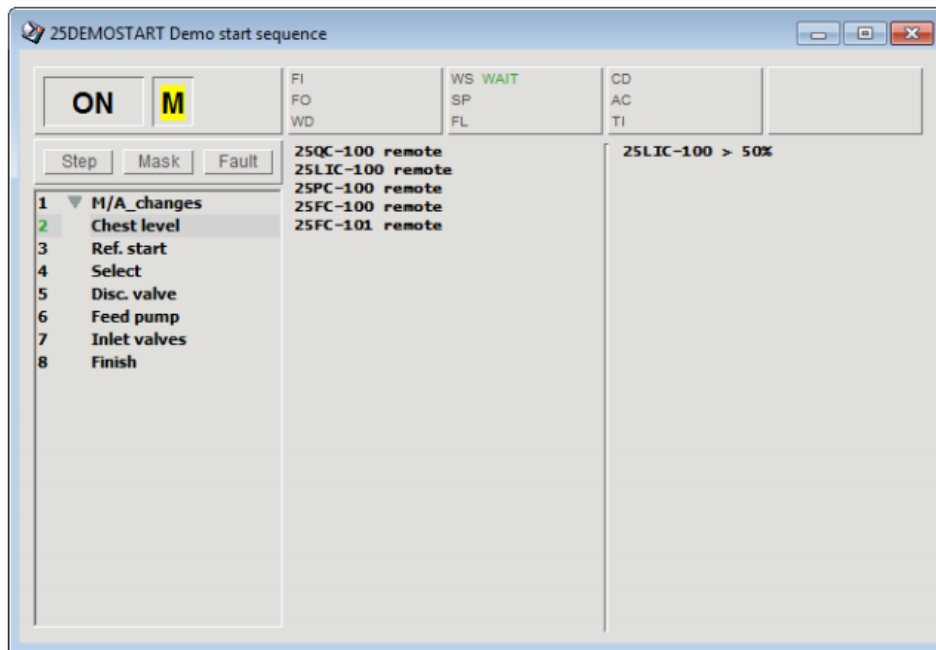 25DEMOSTART Demo start sequence
ON M
FI
FO
WD
WS WAIT
SP
FL
CD
AC
TI
Step Mask Fault
1 M/A_changes
2 Chest level
3 Ref. start
4 Select
5 Disc. valve
6 Feed pump
7 Inlet valves
8 Finish
25QC-100 remote
25LIC-100 remote
25PC-100 remote
25FC-100 remote
25FC-101 remote
25LIC-100 > 50%